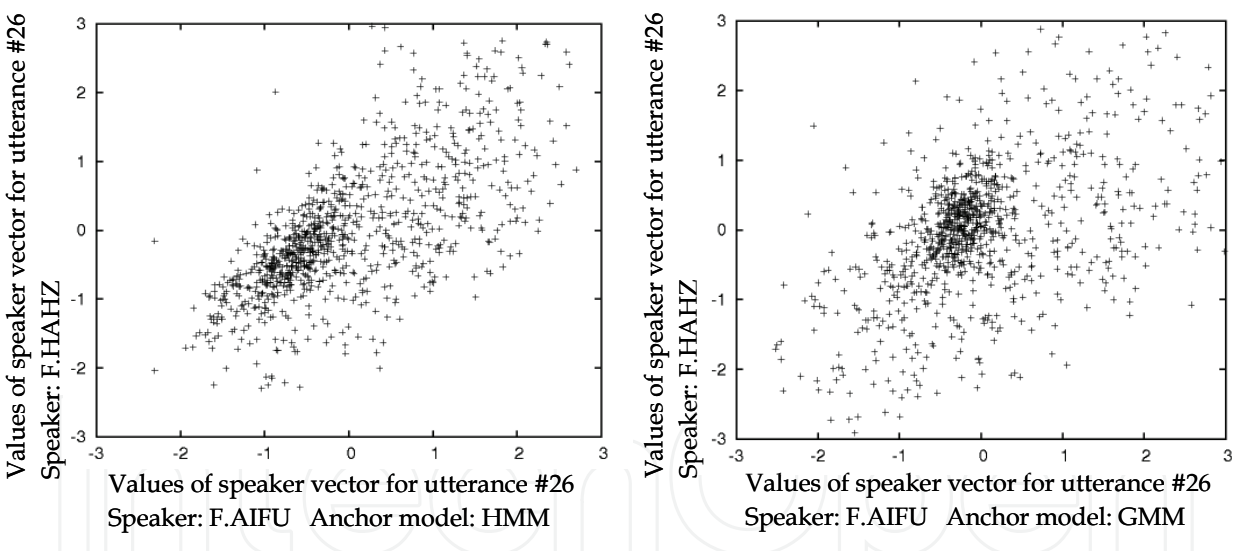 Values of speaker vector for utterance #26
Speaker: F.HAHZ
3
2
1
0
-1
-2
-3
-3 -2 -1 0 1 2 3
Values of speaker vector for utterance #26
Speaker: F.AIFU Anchor model: HMM
Values of speaker vector for utterance #26
Speaker: F.HAHZ
3
2
1
0
-1
-2
-3
-3 -2 -1 0 1 2 3
Values of speaker vector for utterance #26
Speaker: F.AIFU Anchor model: GMM